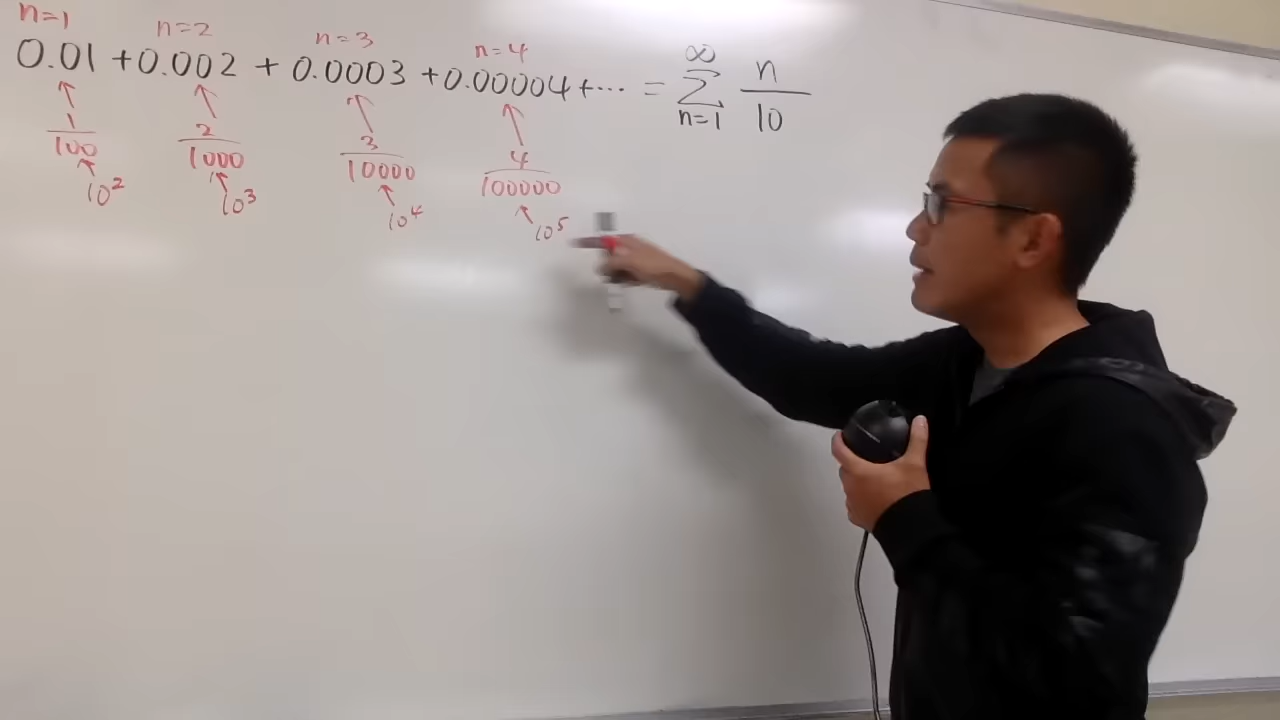 n=1 n=2 n=3 n=4
0.01 + 0.002 + 0.0003 + 0.00004 + ... = ∞ Σ n=1 n/10
1/100 2/1000 3/10000 4/100000
10² 10³ 10⁴ 10⁵